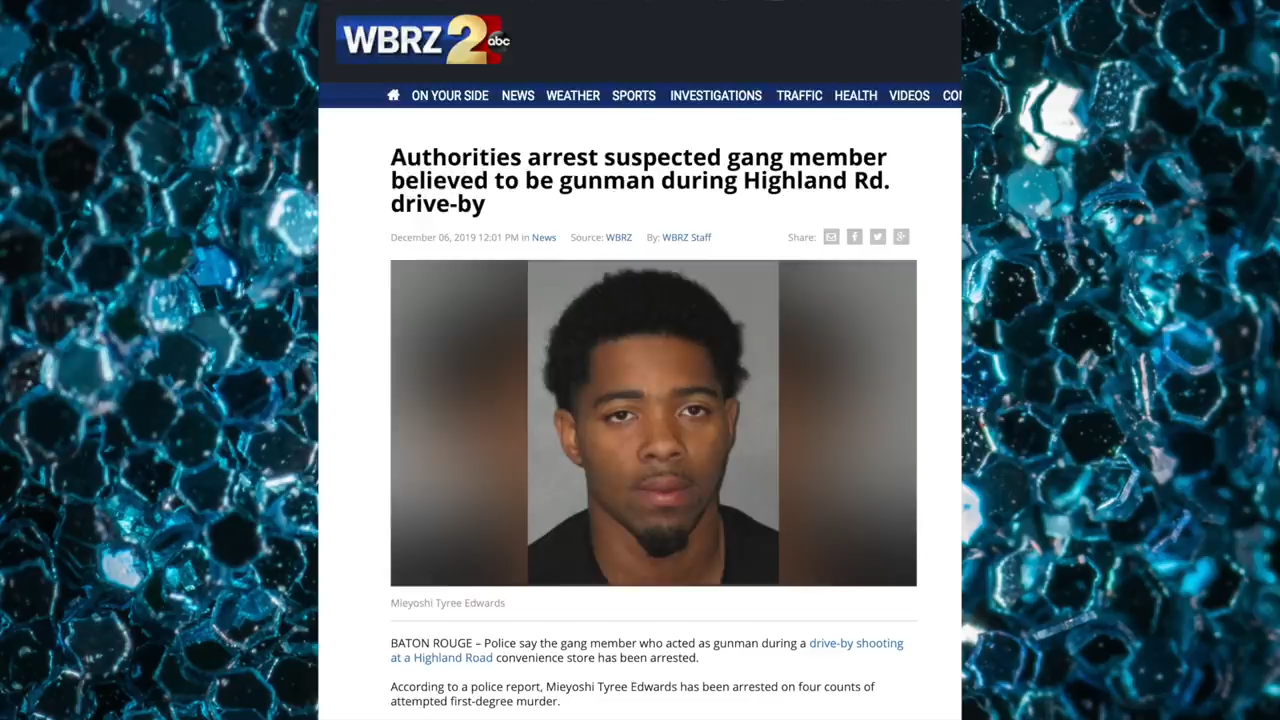 WBRZ 2 abc
ON YOUR SIDE NEWS WEATHER SPORTS INVESTIGATIONS TRAFFIC HEALTH VIDEOS
Authorities arrest suspected gang member
believed to be gunman during Highland Rd.
drive-by
December 06, 2019 12:01 PM in News Source: WBRZ By: WBRZ Staff Share:
Mieyoshi Tyree Edwards
BATON ROUGE – Police say the gang member who acted as gunman during a drive-by shooting
at a Highland Road convenience store has been arrested.
According to a police report, Mieyoshi Tyree Edwards has been arrested on four counts of
attempted first-degree murder.